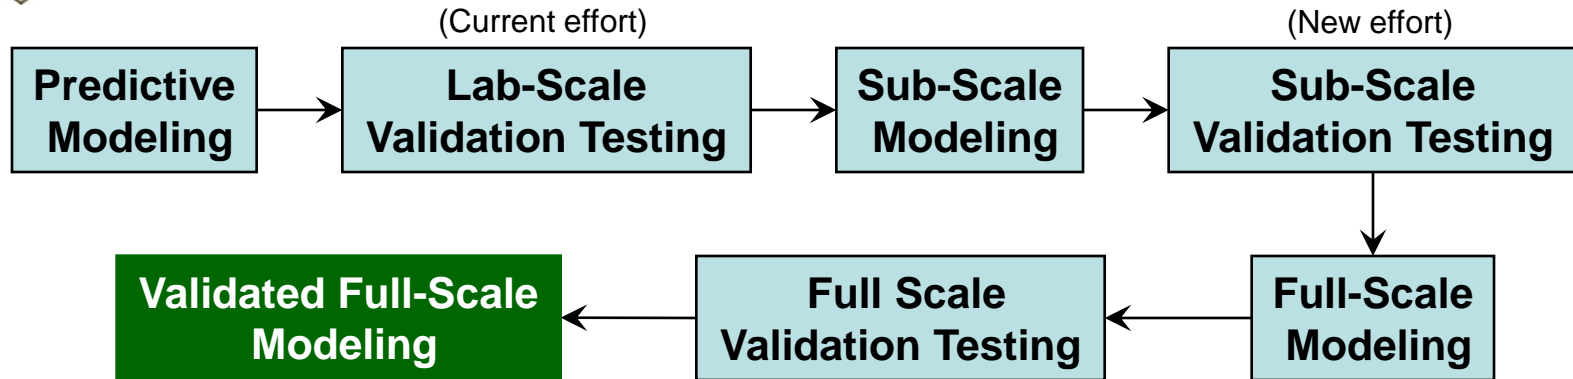 (Current effort)
(New effort)
Predictive
Modeling
Lab-Scale
Validation Testing
Sub-Scale
Modeling
Sub-Scale
Validation Testing
Validated Full-Scale
Modeling
Full Scale
Validation Testing
Full-Scale
Modeling